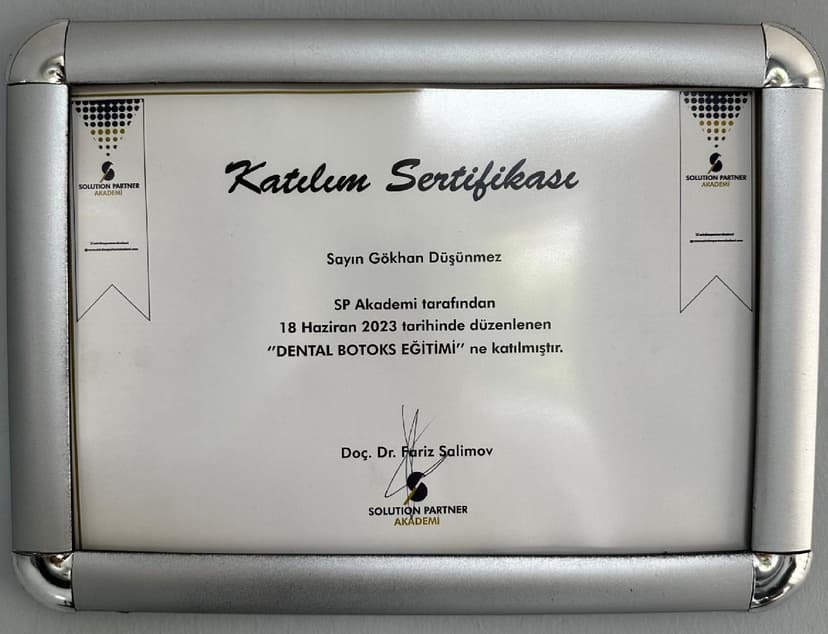 SOLUTION PARTNER
AKADEMİ
SOLUTION PARTNER
AKADEMİ
Katılım Sertifikası
Sayın Gökhan Düşünmez
SP Akademi tarafından
18 Haziran 2023 tarihinde düzenlenen
‘’DENTAL BOTOKS EĞİTİMİ’’ ne katılmıştır.
Doç. Dr. Fariz Salimov
SOLUTION PARTNER
AKADEMİ